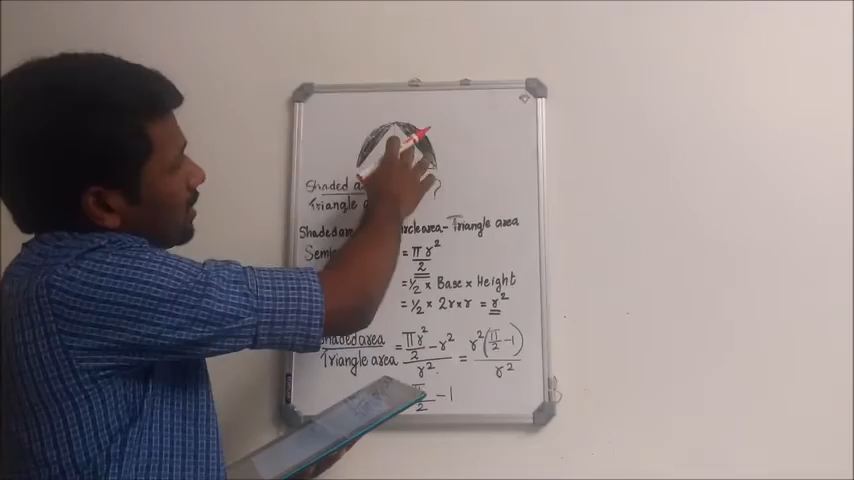 Shaded
Triangle
?
Shaded circle area - Triangle area
Semi = πr²/2
= 1/2 × Base × Height
= 1/2 × 2r × r = r²
Shaded area / Triangle area = (πr²/2 - r²) / r² = r²(π/2 - 1) / r²
π/2 - 1